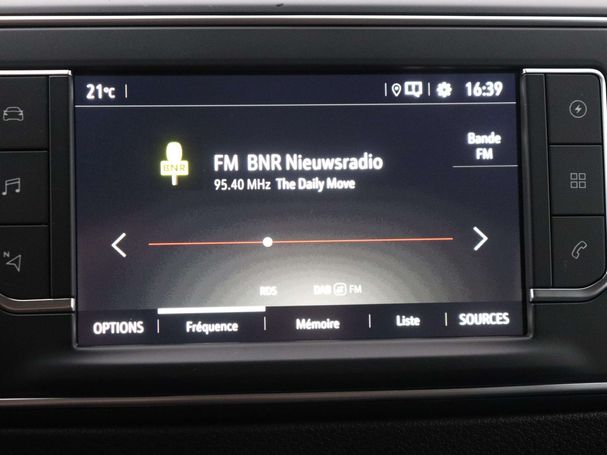 21°C
16:39
Bande
FM
BNR
FM BNR Nieuwsradio
95.40 MHz The Daily Move
N
RDS DAB FM
OPTIONS Fréquence Mémoire Liste SOURCES